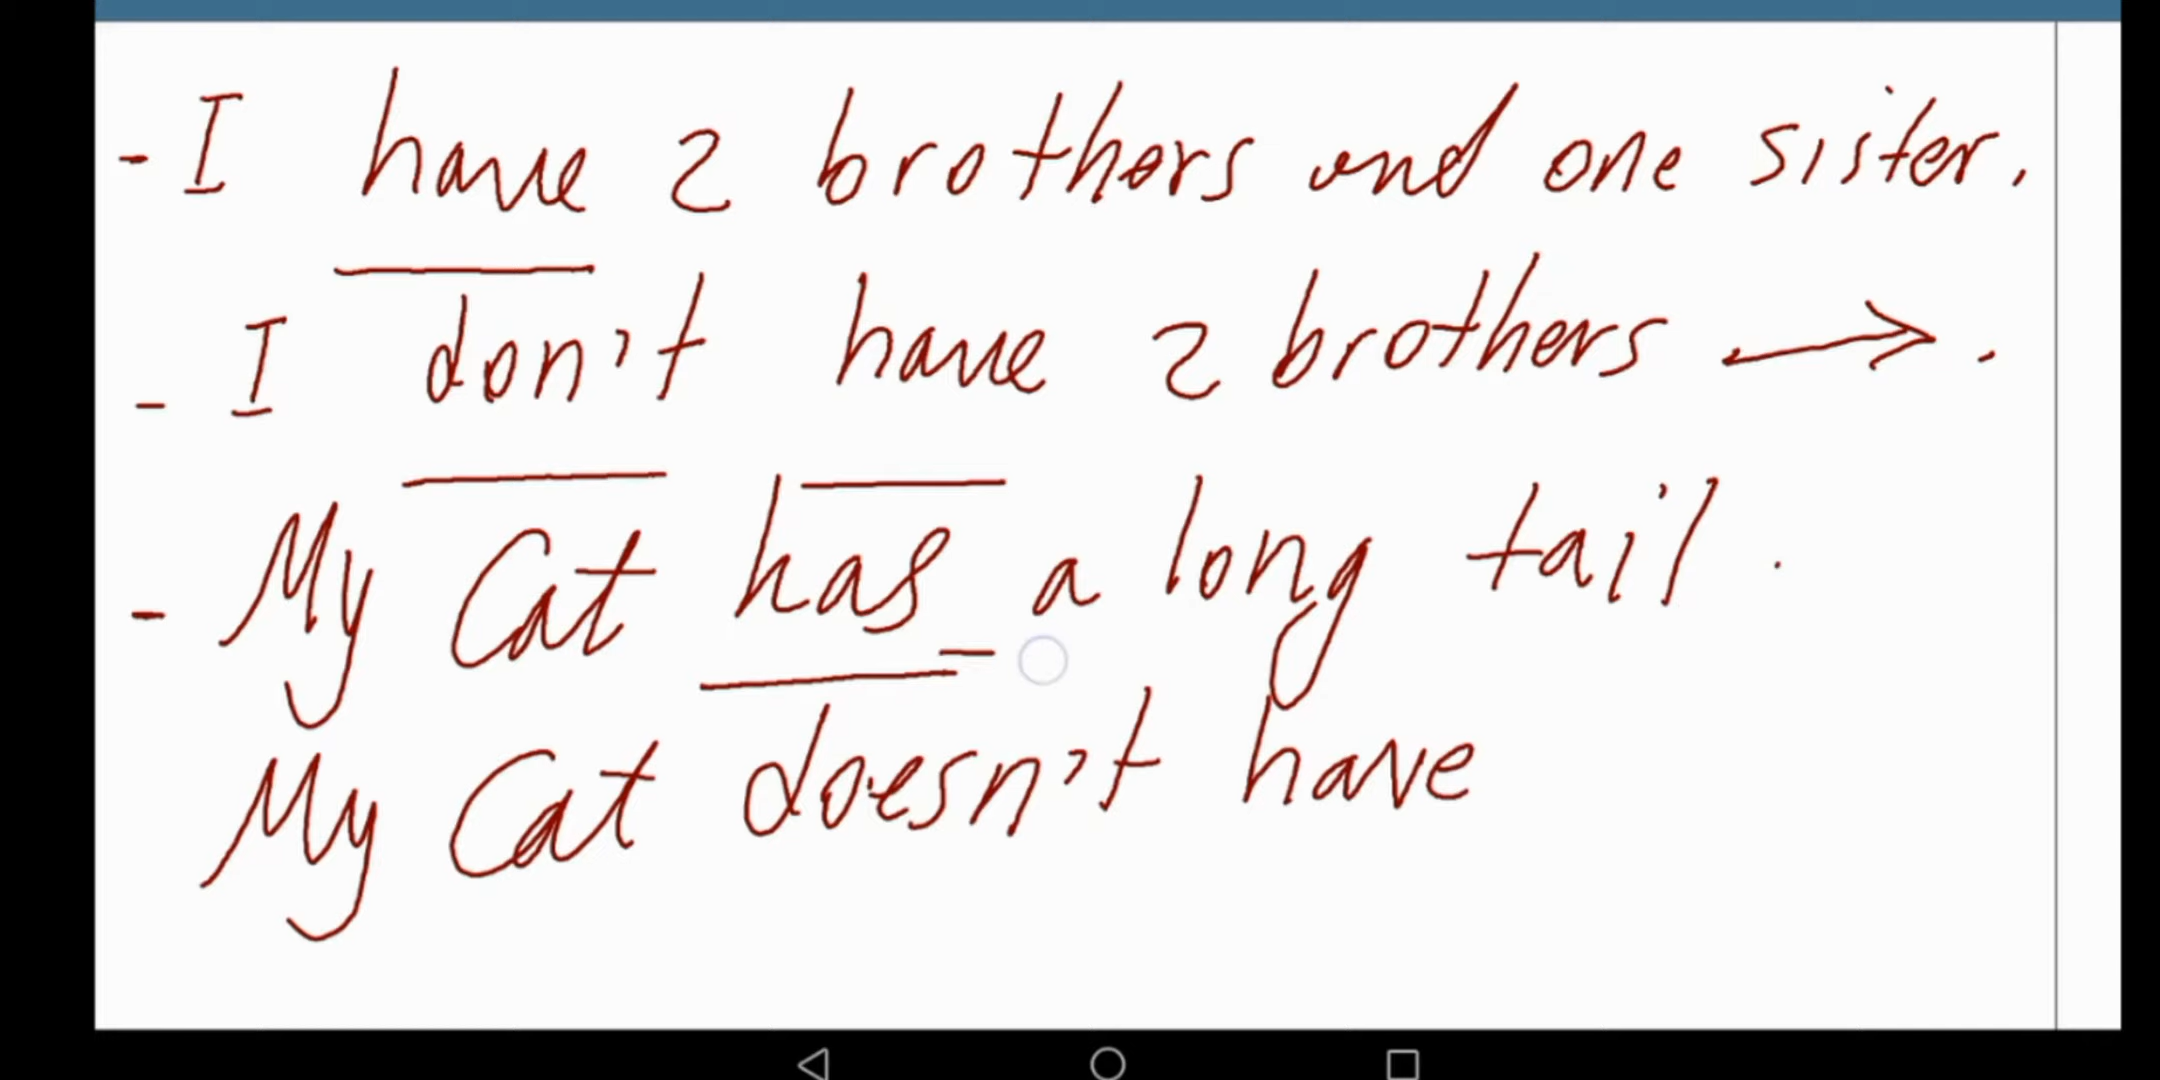 - I have 2 brothers and one sister.
- I don't have 2 brothers → .
- My Cat has a long tail .
My Cat doesn't have